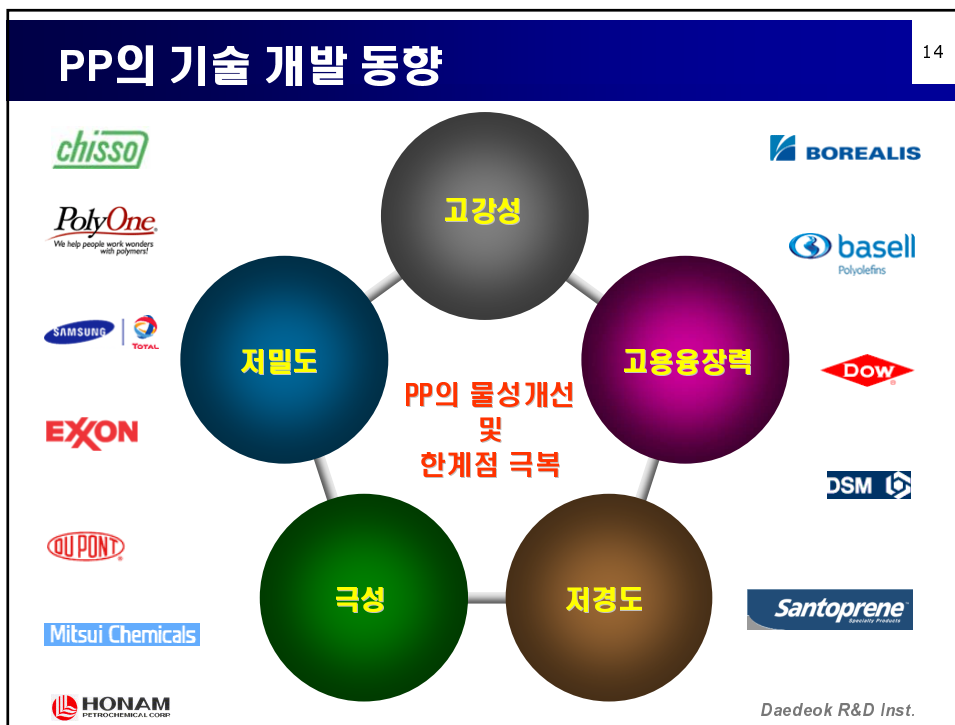 PP의 기술 개발 동향
14
chisso
PolyOne
We help people work wonders
with polymers!
SAMSUNG
TOTAL
EXXON
DU PONT
Mitsui Chemicals
HONAM
PETROCHEMICAL CORP.
고강성
저밀도
고용융장력
PP의 물성개선
및
한계점 극복
극성
저경도
BOREALIS
basell
Polyolefins
DOW
DSM
Santoprene™
Specialty Products
Daedeok R&D Inst.